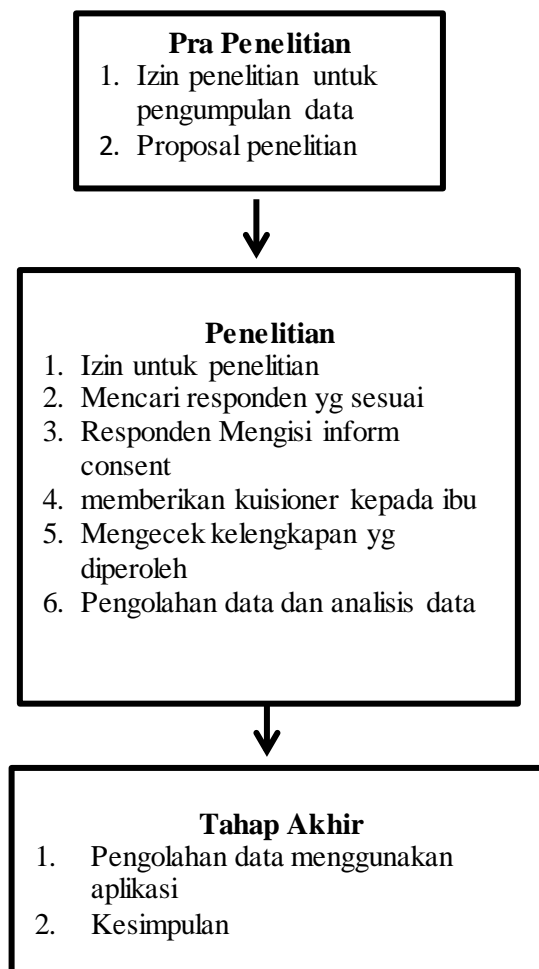 Pra Penelitian
1. Izin penelitian untuk
pengumpulan data
2. Proposal penelitian
Penelitian
1. Izin untuk penelitian
2. Mencari responden yg sesuai
3. Responden Mengisi inform
consent
4. memberikan kuisioner kepada ibu
5. Mengecek kelengkapan yg
diperoleh
6. Pengolahan data dan analisis data
Tahap Akhir
1. Pengolahan data menggunakan
aplikasi
2. Kesimpulan